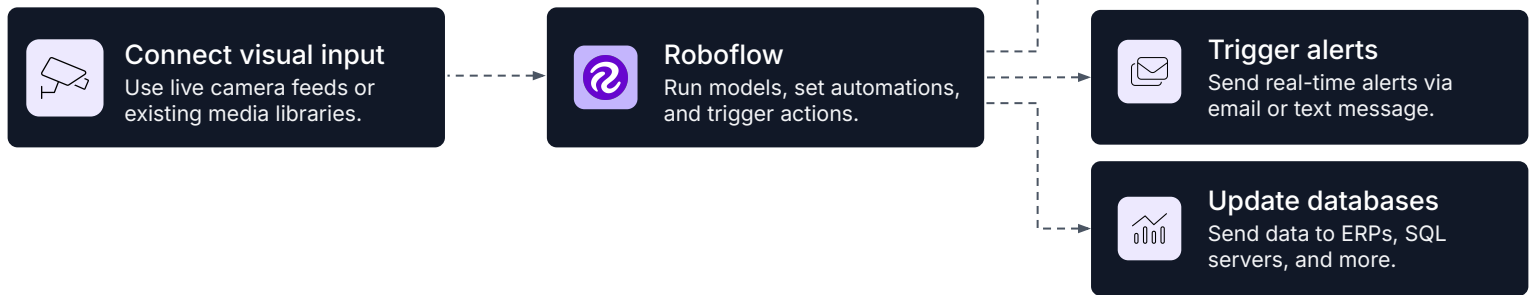 Connect visual input
Use live camera feeds or
existing media libraries.
Roboflow
Run models, set automations,
and trigger actions.
Trigger alerts
Send real-time alerts via
email or text message.
Update databases
Send data to ERPs, SQL
servers, and more.